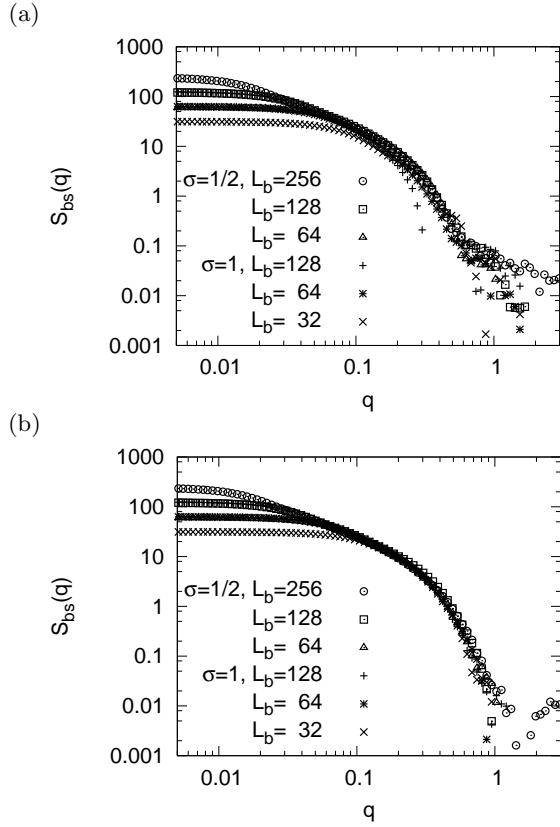 (a)
1000
100
10
1
0.1
0.01
0.001
S_bs(q)
σ=1/2, L_b=256
L_b=128
L_b= 64
σ=1, L_b=128
L_b= 64
L_b= 32
0.01 0.1 1
q
(b)
1000
100
10
1
0.1
0.01
0.001
S_bs(q)
σ=1/2, L_b=256
L_b=128
L_b= 64
σ=1, L_b=128
L_b= 64
L_b= 32
0.01 0.1 1
q